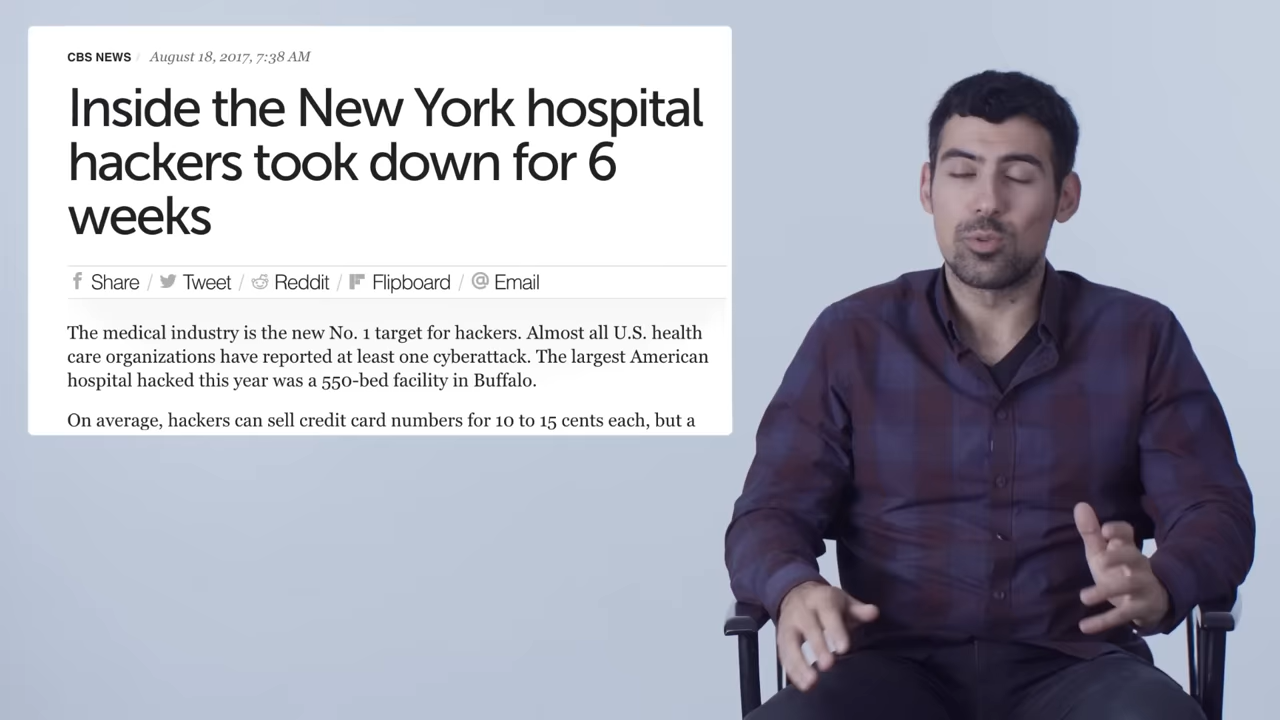 CBS NEWS / August 18, 2017, 7:38 AM
Inside the New York hospital
hackers took down for 6
weeks
f Share / Tweet / Reddit / Flipboard / @ Email
The medical industry is the new No. 1 target for hackers. Almost all U.S. health
care organizations have reported at least one cyberattack. The largest American
hospital hacked this year was a 550-bed facility in Buffalo.
On average, hackers can sell credit card numbers for 10 to 15 cents each, but a